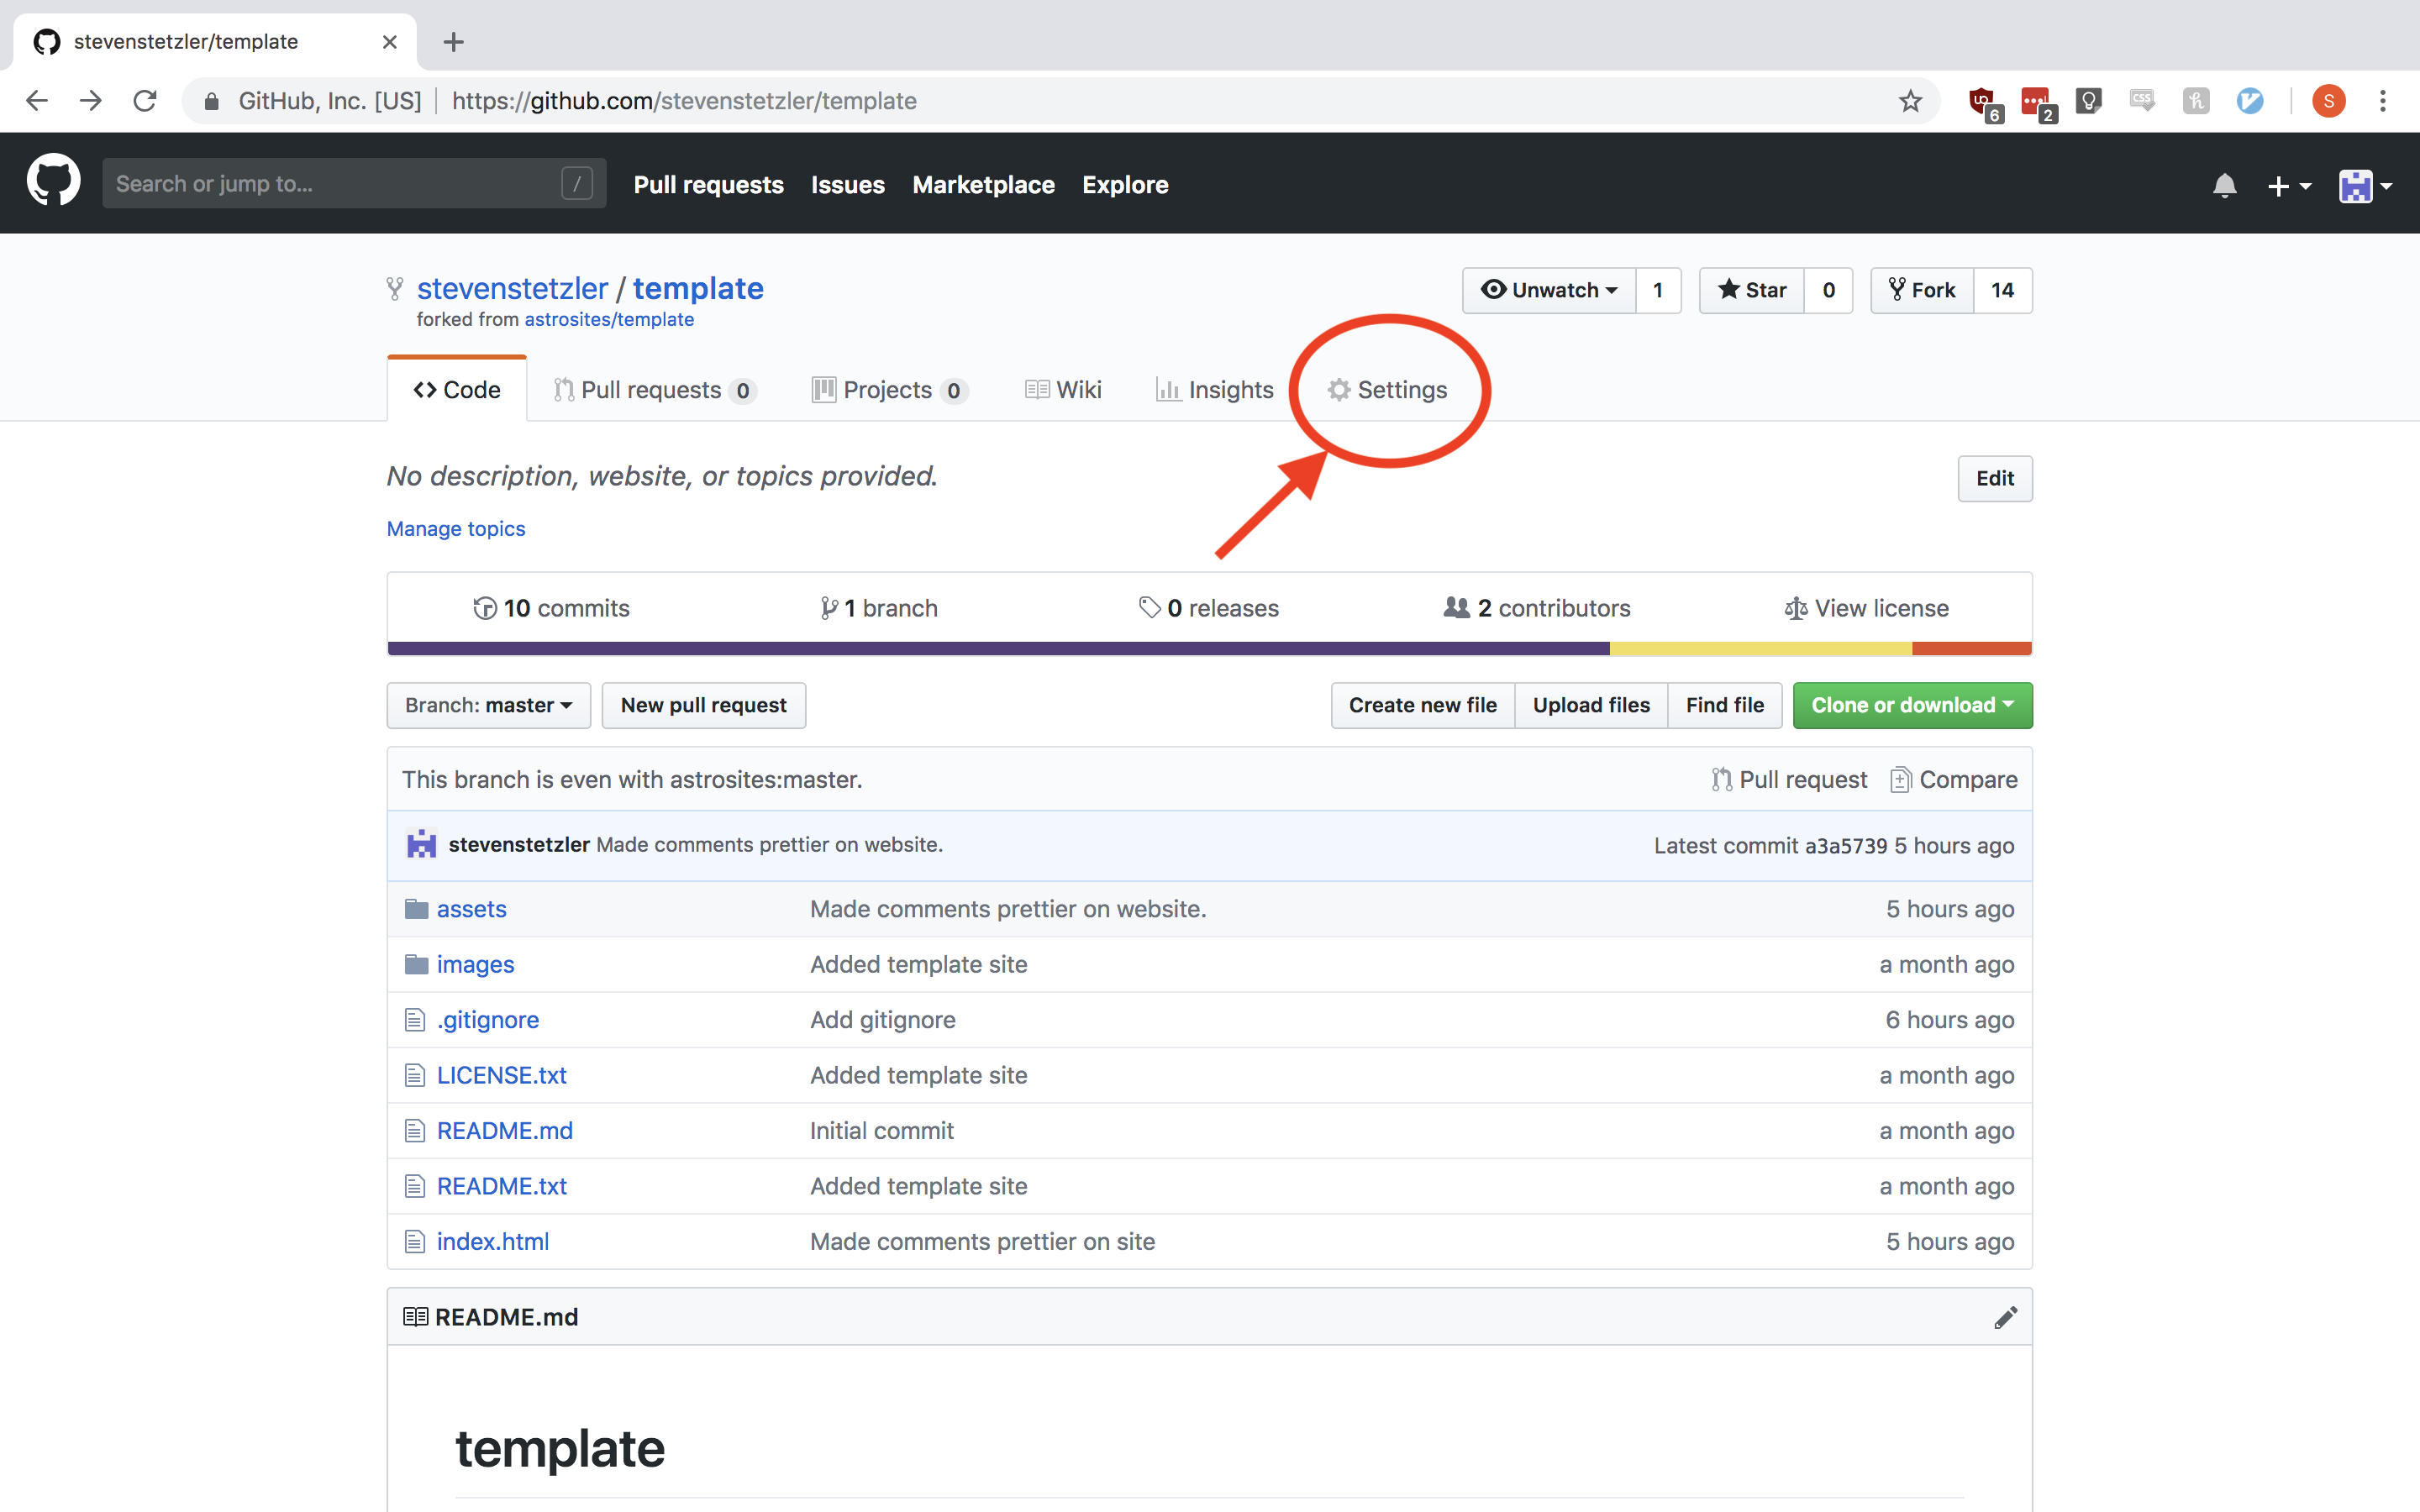 stevenstetzler/template
GitHub, Inc. [US] https://github.com/stevenstetzler/template 6 2 CSS S
Search or jump to... / Pull requests Issues Marketplace Explore
stevenstetzler / template Unwatch 1 Star 0 Fork 14
forked from astrosites/template
Code Pull requests 0 Projects 0 Wiki Insights Settings
No description, website, or topics provided. Edit
Manage topics
10 commits 1 branch 0 releases 2 contributors View license
Branch: master New pull request Create new file Upload files Find file Clone or download
This branch is even with astrosites:master. Pull request Compare
stevenstetzler Made comments prettier on website. Latest commit a3a5739 5 hours ago
assets Made comments prettier on website. 5 hours ago
images Added template site a month ago
.gitignore Add gitignore 6 hours ago
LICENSE.txt Added template site a month ago
README.md Initial commit a month ago
README.txt Added template site a month ago
index.html Made comments prettier on site 5 hours ago
README.md
template